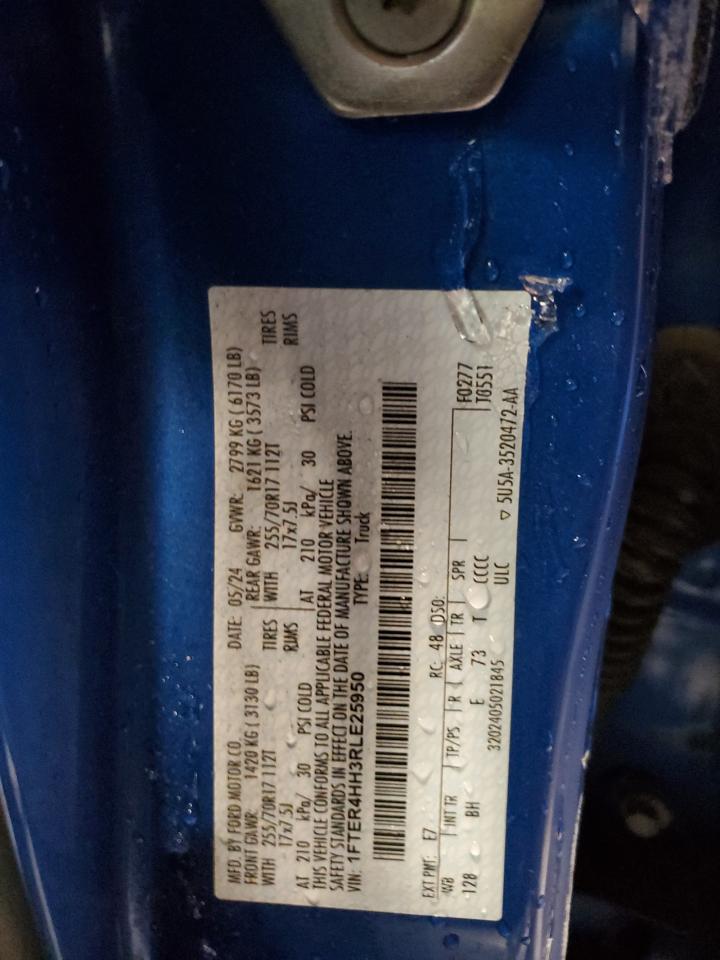 MFD. BY FORD MOTOR CO. DATE: 05/24 GVWR: 2799 KG ( 6170 LB)
FRONT GAWR: 1420 KG ( 3130 LB) REAR GAWR: 1621 KG ( 3573 LB)
WITH 255/70R17 112T TIRES WITH 255/70R17 112T TIRES
17x7.5J RIMS 17x7.5J RIMS
AT 210 kPa/ 30 PSI COLD AT 210 kPa/ 30 PSI COLD
THIS VEHICLE CONFORMS TO ALL APPLICABLE FEDERAL MOTOR VEHICLE
SAFETY STANDARDS IN EFFECT ON THE DATE OF MANUFACTURE SHOWN ABOVE.
VIN: 1FTER4HH3RLE25950 TYPE: Truck
EXT PNT: E7 RC: 48 DSO:
WB INT TR TP/PS R AXLE TR SPR F0277
128 BH E 73 T CCCC T0551
3202405021845 ULC
▽ 5U5A-3520472-AA